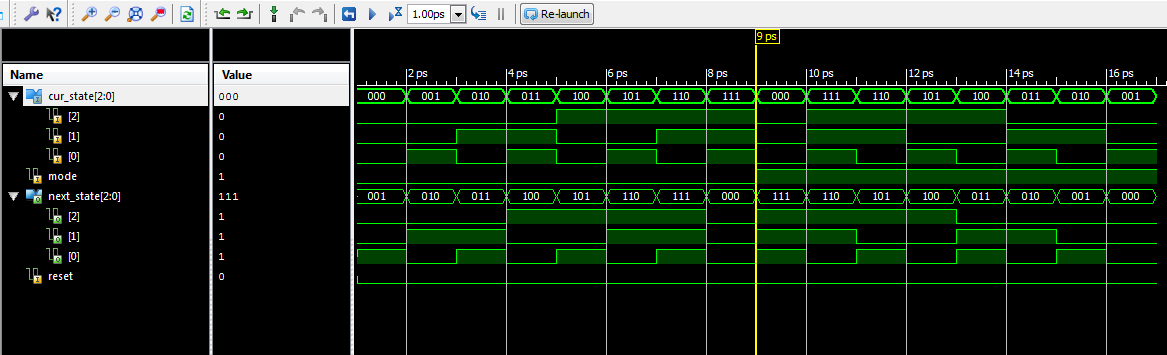 1.00ps Re-launch
9 ps
2 ps 4 ps 6 ps 8 ps 10 ps 12 ps 14 ps 16 ps
Name Value
cur_state[2:0] 000 000 001 010 011 100 101 110 111 000 111 110 101 100 011 010 001
[2] 0
[1] 0
[0] 0
mode 1
next_state[2:0] 111 001 010 011 100 101 110 111 000 111 110 101 100 011 010 001 000
[2] 1
[1] 1
[0] 1
reset 0